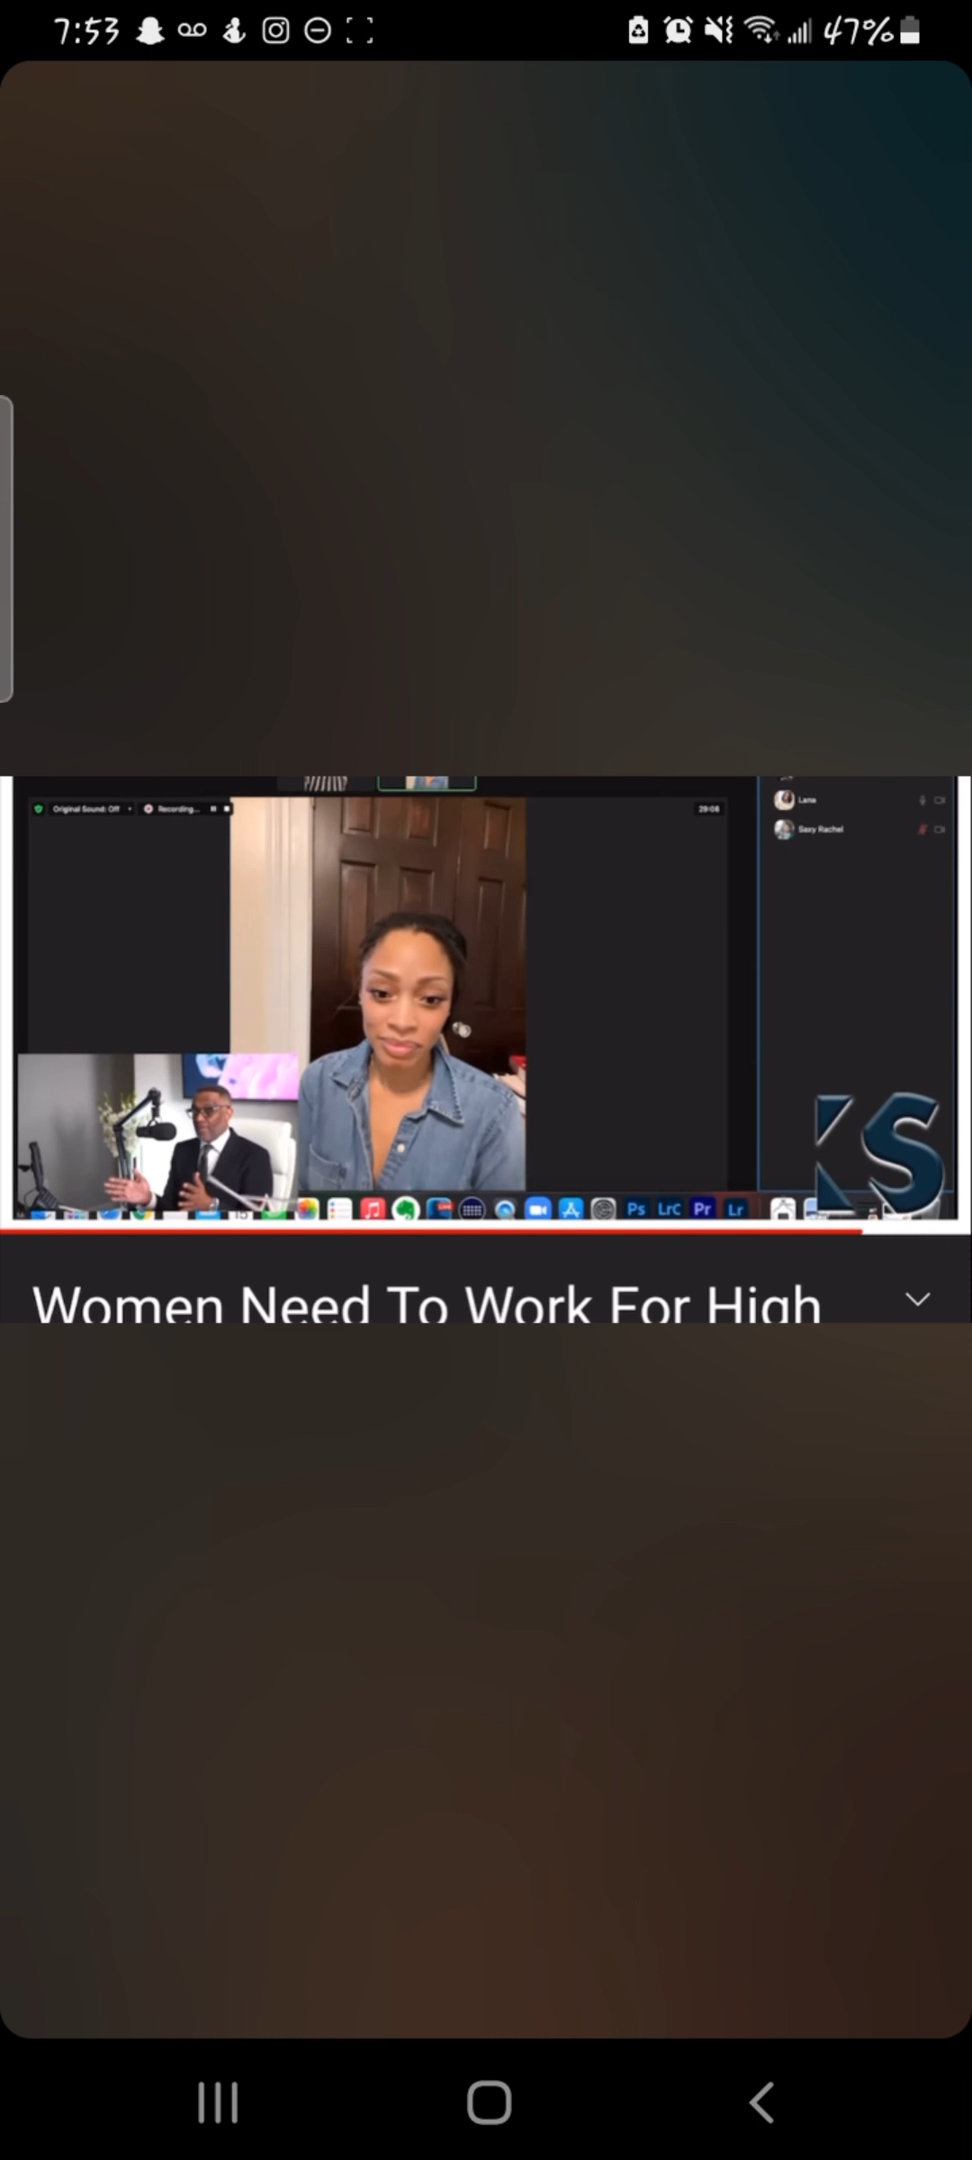 7:53 47%
Original Sound: Off Recording... 29:08
Lana
Sexy Rachel
KS
Ps LrC Pr Lr
Women Need To Work For High